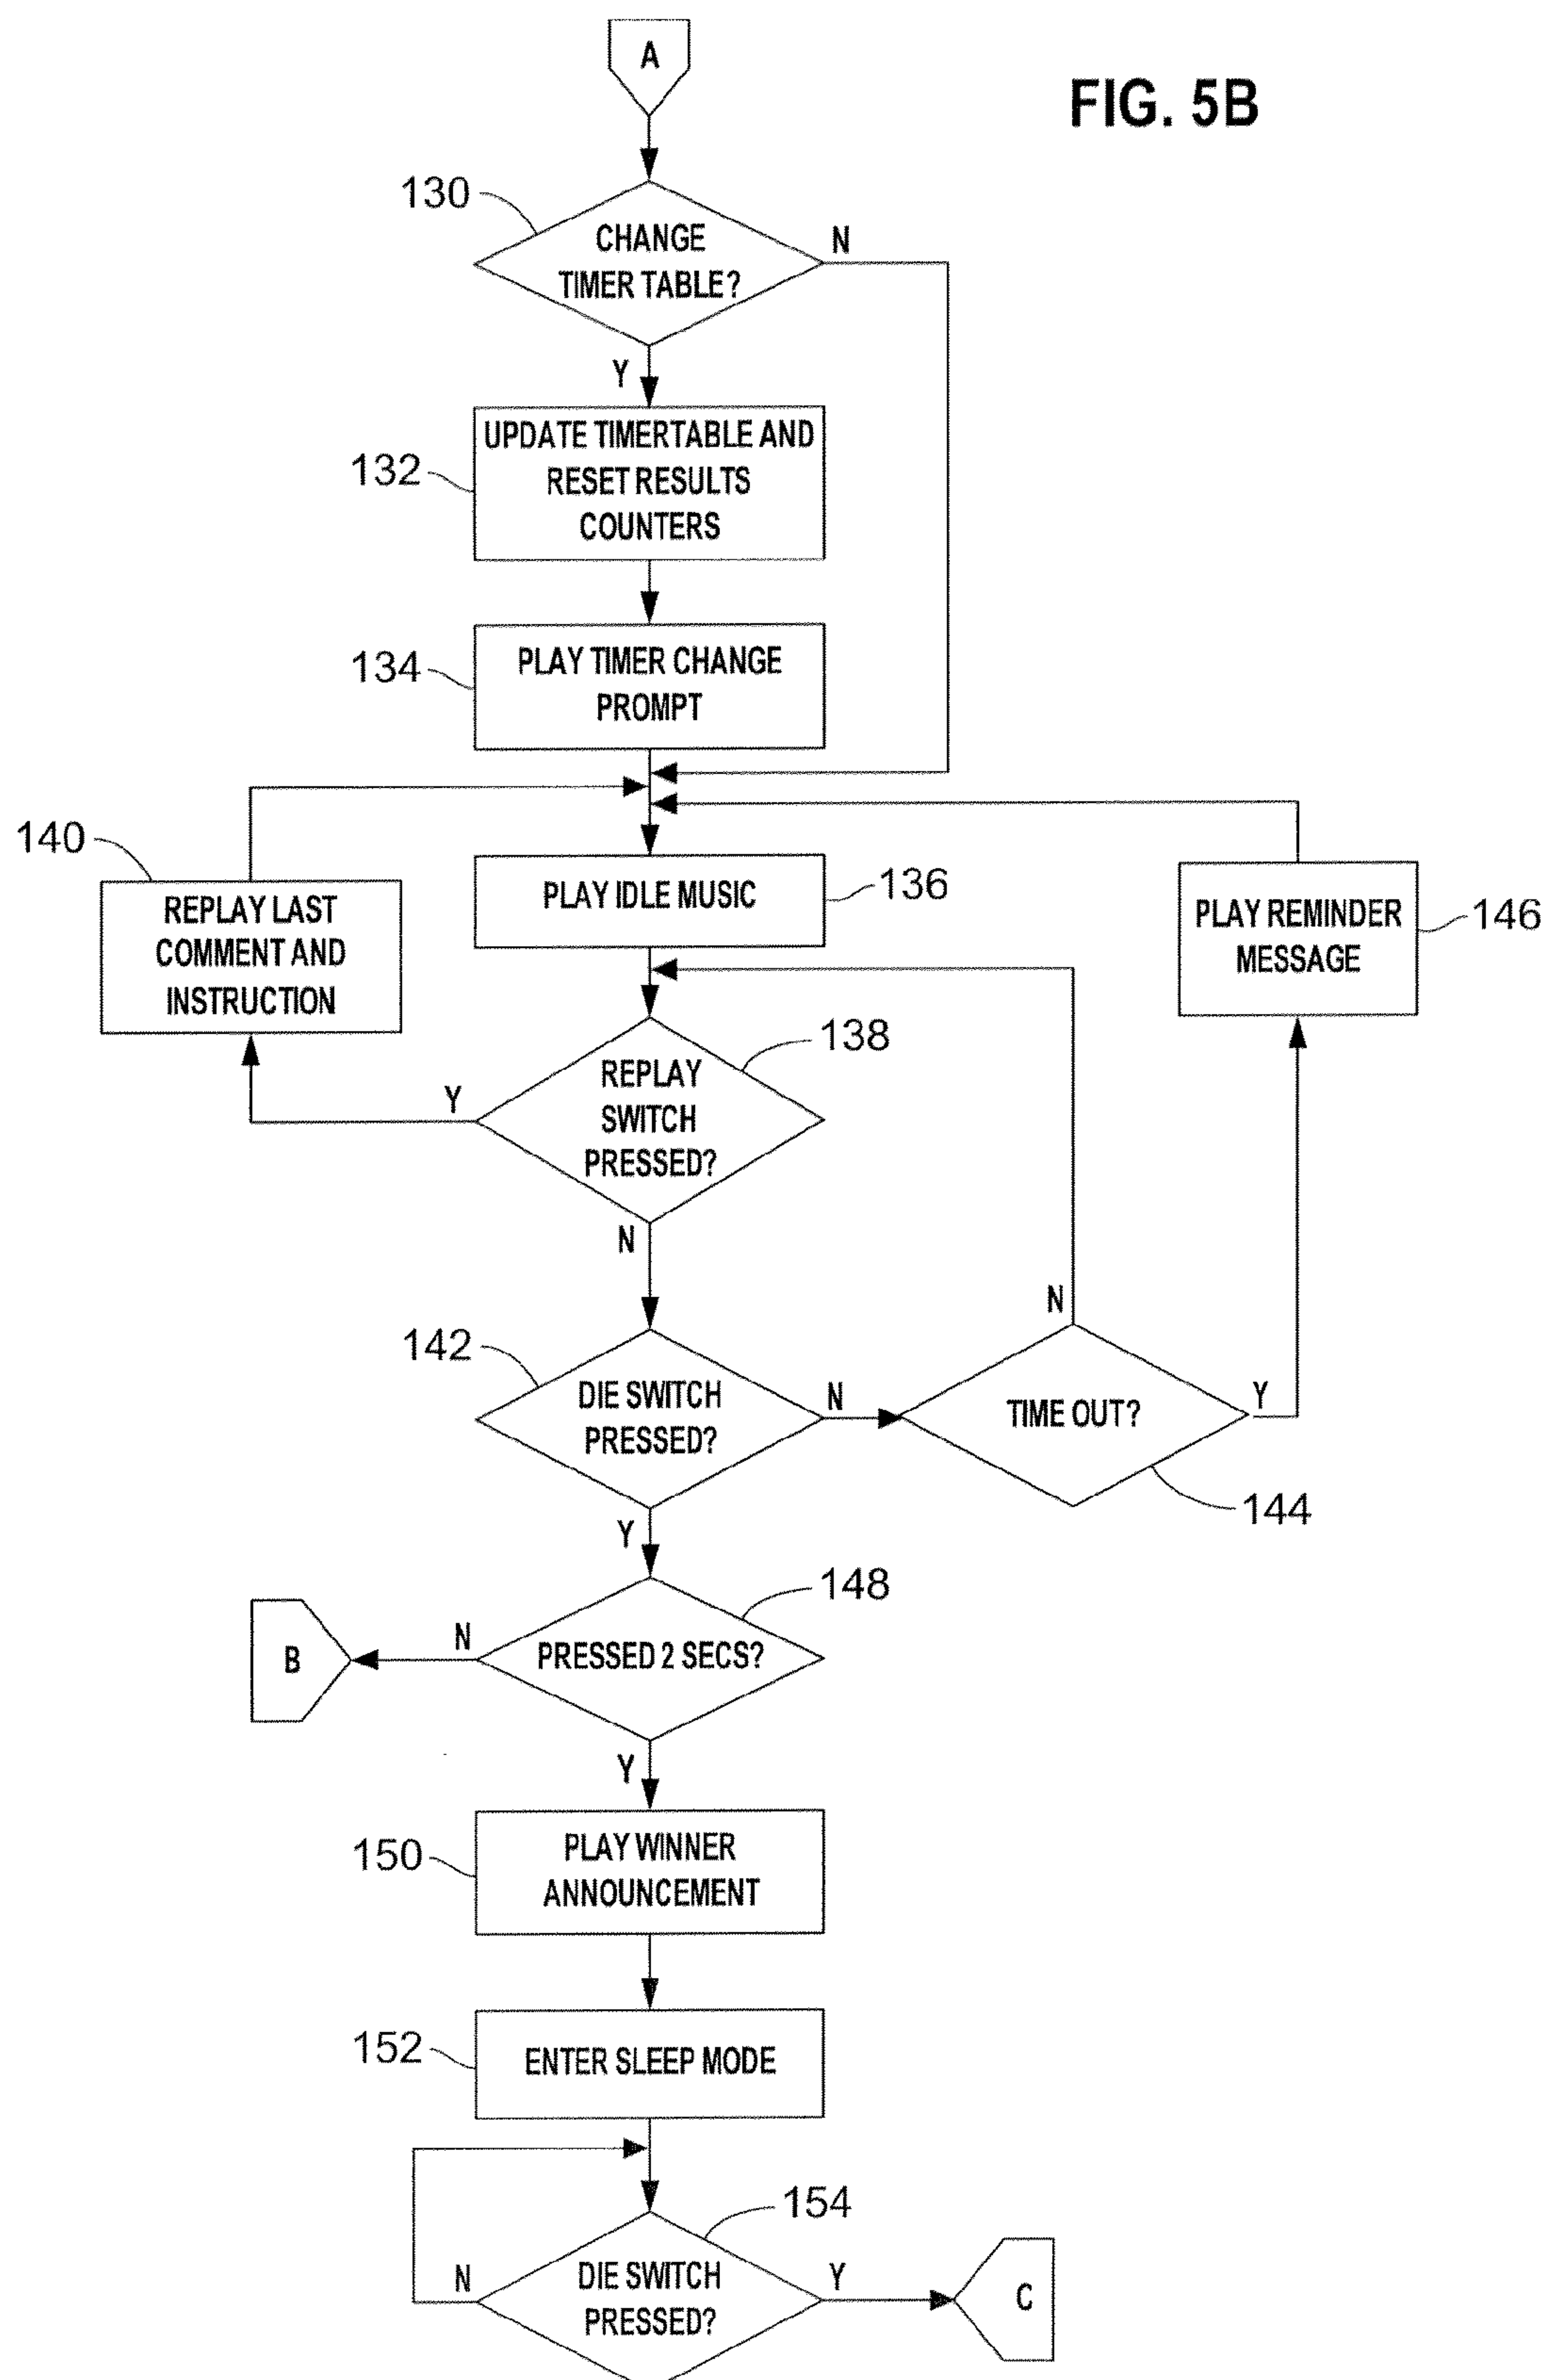 A
FIG. 5B
130
CHANGE
TIMER TABLE?
N
Y
132
UPDATE TIMERTABLE AND
RESET RESULTS
COUNTERS
134
PLAY TIMER CHANGE
PROMPT
140
REPLAY LAST
COMMENT AND
INSTRUCTION
PLAY IDLE MUSIC
136
PLAY REMINDER
MESSAGE
146
138
REPLAY
SWITCH
PRESSED?
Y
N
142
DIE SWITCH
PRESSED?
N
Y
TIME OUT?
N
Y
144
148
PRESSED 2 SECS?
N
B
Y
150
PLAY WINNER
ANNOUNCEMENT
152
ENTER SLEEP MODE
154
DIE SWITCH
PRESSED?
N
Y
C